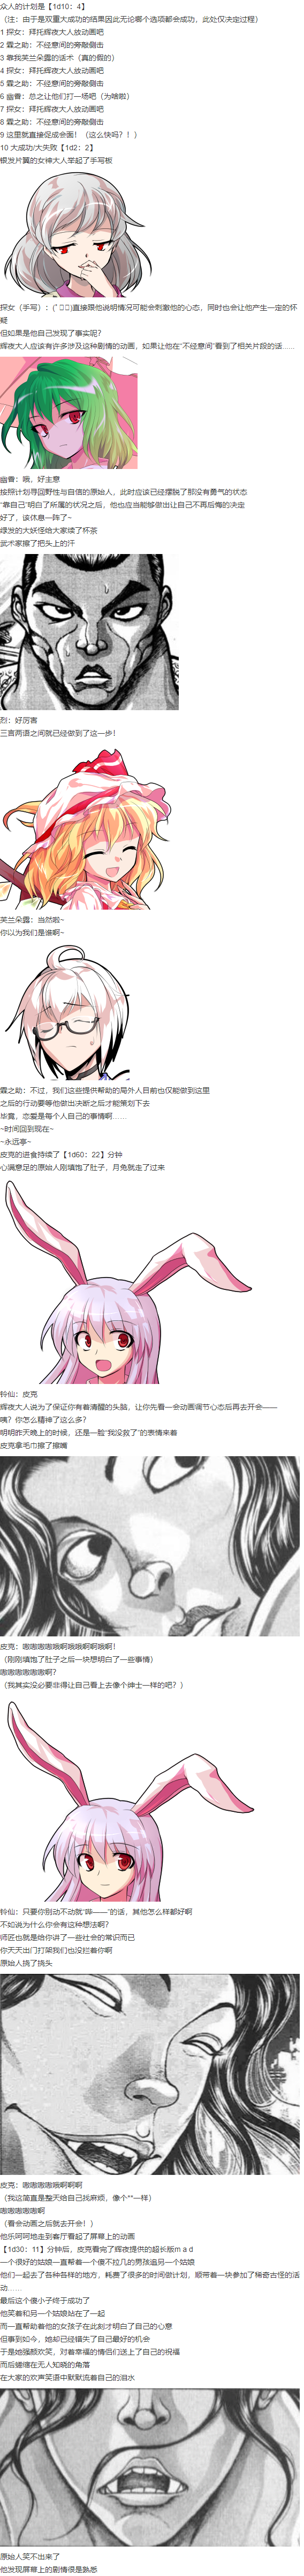 众人的计划是【1d10：4】
（注：由于是双重大成功的结果因此无论哪个选项都会成功，此处仅决定过程）
1 探女：拜托辉夜大人放动画吧
2 霖之助：不经意间的旁敲侧击
3 靠我芙兰朵露的话术（真的假的）
4 探女：拜托辉夜大人放动画吧
5 霖之助：不经意间的旁敲侧击
6 幽香：总之让他们打一场吧（为啥啦）
7 探女：拜托辉夜大人放动画吧
8 霖之助：不经意间的旁敲侧击
9 这里就直接促成会面！（这么快吗？！）
10 大成功/大失败【1d2：2】
银发片翼的女神大人举起了手写板
探女（手写）：(ﾟ▯▯)直接跟他说明情况可能会刺激他的心态，同时也会让他产生一定的怀疑
但如果是他自己发现了事实呢？
辉夜大人应该有许多涉及这种剧情的动画，如果让他在“不经意间”看到了相关片段的话……
幽香：哦，好主意
按照计划寻回野性与自信的原始人，此时应该已经摆脱了那没有勇气的状态
“靠自己”明白了所属的状况之后，他也应当能够做出让自己不再后悔的决定
好了，该休息一阵了~
绿发的大妖怪给大家续了杯茶
武术家擦了把头上的汗
烈：好厉害
三言两语之间就已经做到了这一步！
芙兰朵露：当然啦~
你以为我们是谁啊~
霖之助：不过，我们这些提供帮助的局外人目前也仅能做到这里
之后的行动要等他做出决断之后才能策划下去
毕竟，恋爱是每个人自己的事情啊……
~时间回到现在~
~永远亭~
皮克的进食持续了【1d60：22】分钟
心满意足的原始人刚填饱了肚子，月兔就走了过来
铃仙：皮克
辉夜大人说为了保证你有着清醒的头脑，让你先看一会动画调节心态后再去开会——
咦？你怎么精神了这么多？
明明昨天晚上的时候，还是一脸“我没救了”的表情来着
皮克拿毛巾擦了擦嘴
皮克：嗷嗷嗷嗷哦啊哦哦啊啊哦啊！
（刚刚填饱了肚子之后一块想明白了一些事情）
嗷嗷嗷嗷嗷嗷啊？
（我其实没必要非得让自己看上去像个绅士一样的吧？）
铃仙：只要你别动不动就“哔——”的话，其他怎么样都好啊
不如说为什么你会有这种想法啊？
师匠也就是给你讲了一些社会的常识而已
你天天出门打架我们也没拦着你啊
原始人挠了挠头
皮克：嗷嗷嗷嗷哦啊啊啊
（我这简直是整天给自己找麻烦，像个**一样）
嗷嗷嗷嗷嗷啊
（看会动画之后就去开会！）
他乐呵呵地走到客厅看起了屏幕上的动画
【1d30：11】分钟后，皮克看完了辉夜提供的超长版m a d
一个很好的姑娘一直帮着一个傻不拉几的男孩追另一个姑娘
他们一起去了各种各样的地方，耗费了很多的时间做计划，顺带着一块参加了稀奇古怪的活动……
最后这个傻小子终于成功了
他笑着和另一个姑娘站在了一起
而一直帮助着他的女孩子在此刻才明白了自己的心意
但事到如今，她却已经错失了自己最好的机会
于是她强颜欢笑，对着幸福的情侣们送上了自己的祝福
而后蜷缩在无人知晓的角落
在大家的欢声笑语中默默流着自己的泪水
原始人笑不出来了
他发现屏幕上的剧情很是熟悉